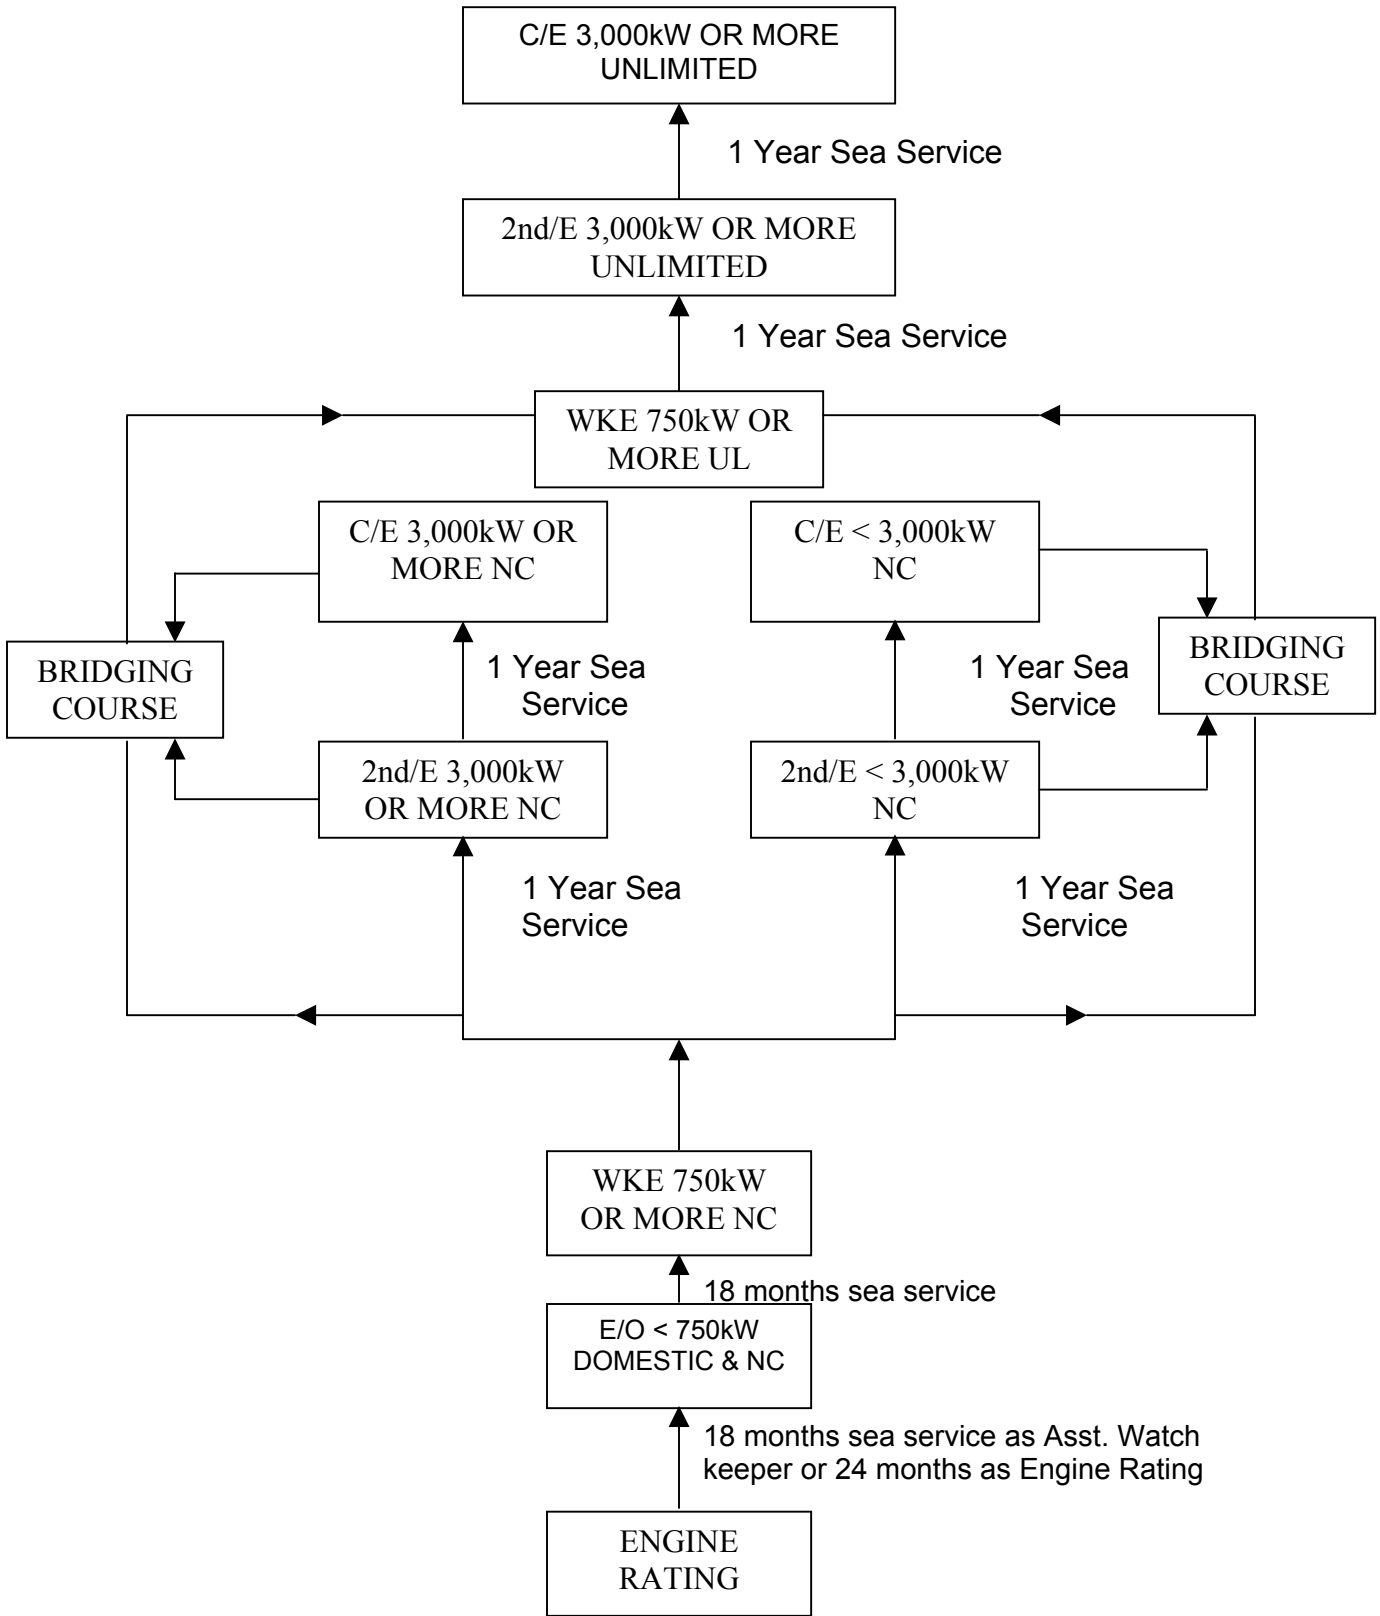 C/E 3,000kW OR MORE
UNLIMITED
1 Year Sea Service
2nd/E 3,000kW OR MORE
UNLIMITED
1 Year Sea Service
WKE 750kW OR
MORE UL
C/E 3,000kW OR
MORE NC
C/E < 3,000kW
NC
BRIDGING
COURSE
1 Year Sea
Service
1 Year Sea
Service
BRIDGING
COURSE
2nd/E 3,000kW
OR MORE NC
2nd/E < 3,000kW
NC
1 Year Sea
Service
1 Year Sea
Service
WKE 750kW
OR MORE NC
18 months sea service
E/O < 750kW
DOMESTIC & NC
18 months sea service as Asst. Watch
keeper or 24 months as Engine Rating
ENGINE
RATING